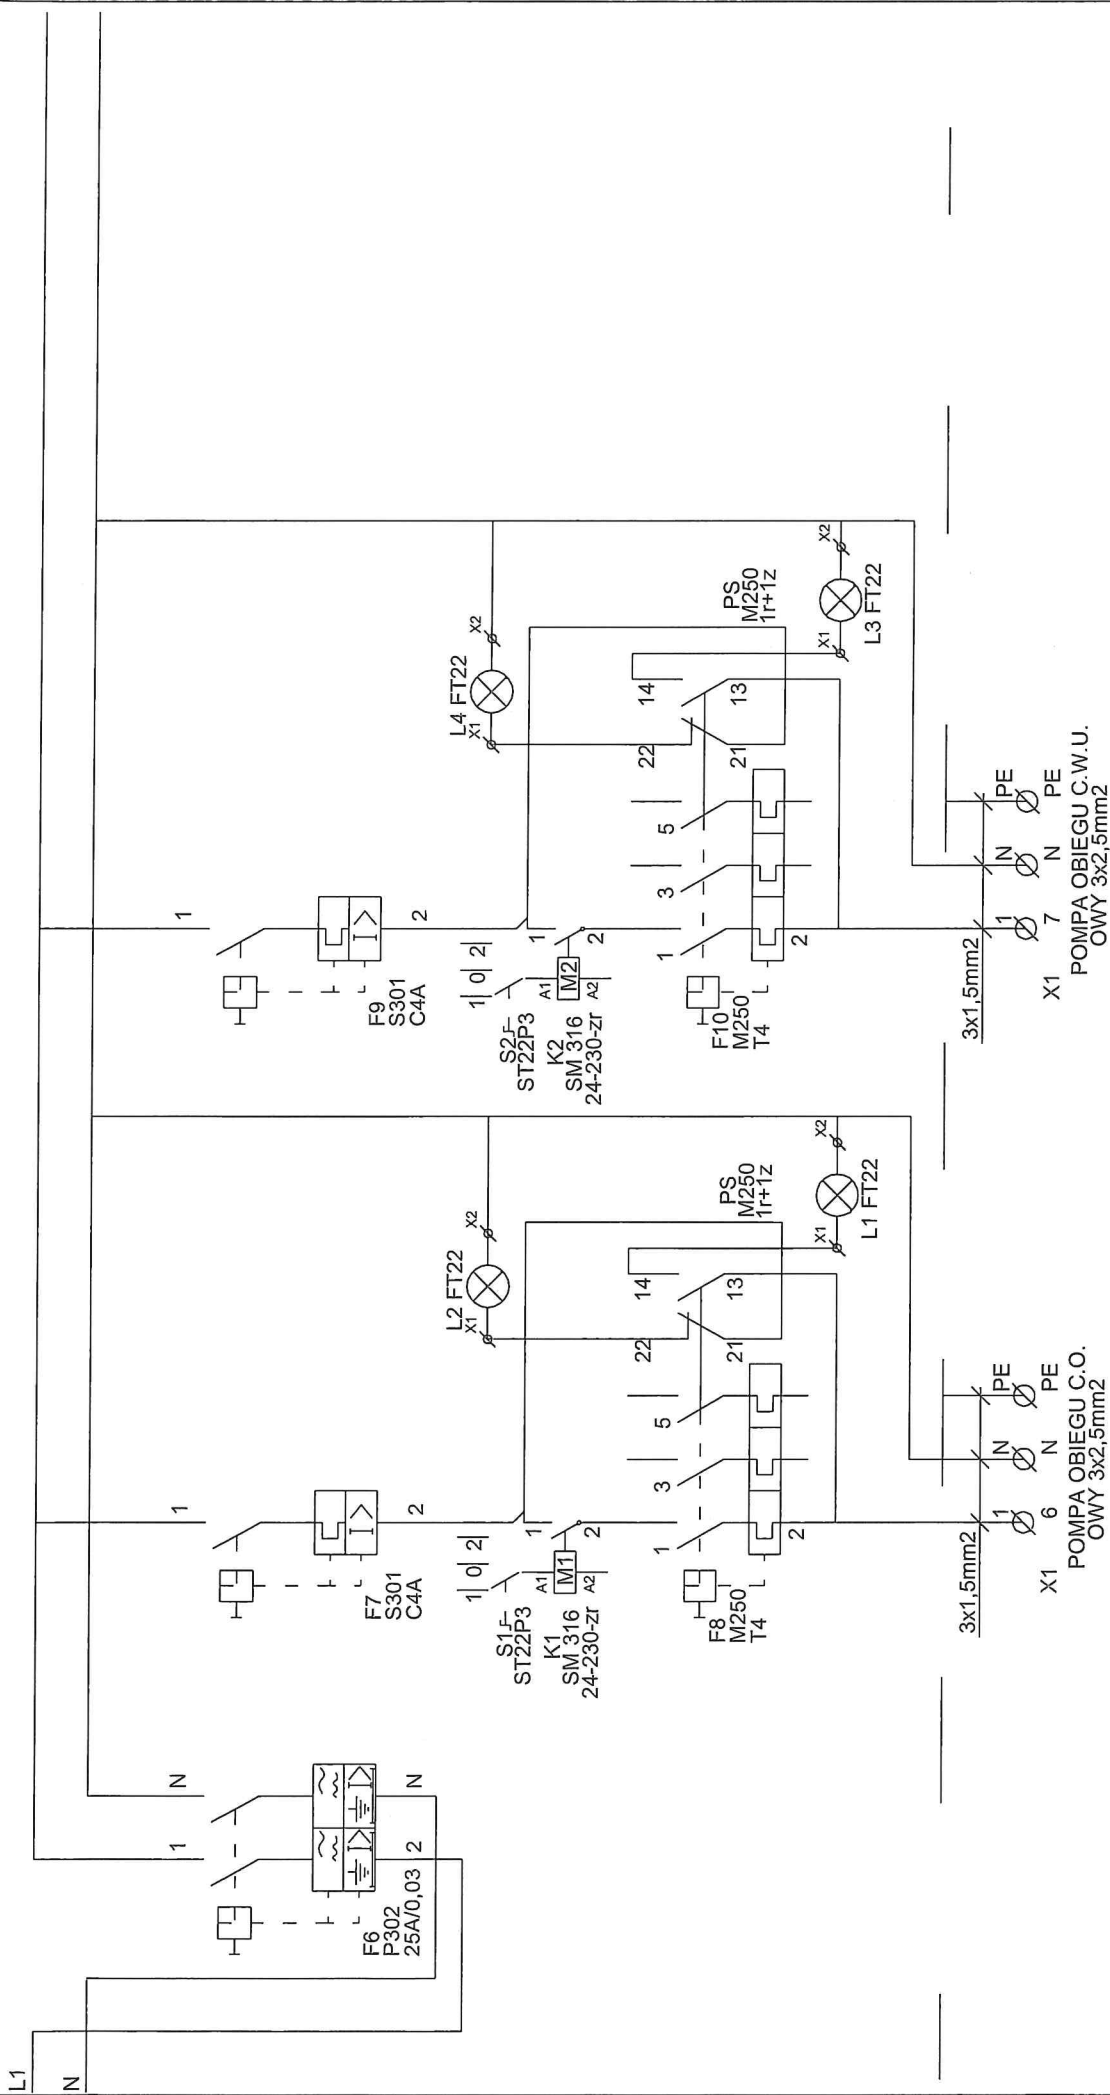 L1
N
1
N
F6
P302
25A/0,03
2
N
1
F7
S301
C4A
2
1| 0| 2|
S1
ST22P3
K1
SM 316
24-230-zr
A1
M1
A2
1
2
L2 FT22
X1
X2
1
3
5
22
14
F8
M250
T4
2
21
13
PS
M250
1r+1z
X1
X2
L1 FT22
3x1,5mm2
1
N
PE
X1
6
N
PE
POMPA OBIEGU C.O.
OWY 3x2,5mm2
1
F9
S301
C4A
2
1| 0| 2|
S2
ST22P3
K2
SM 316
24-230-zr
A1
M2
A2
1
2
L4 FT22
X1
X2
1
3
5
22
14
F10
M250
T4
2
21
13
PS
M250
1r+1z
X1
X2
L3 FT22
3x1,5mm2
1
N
PE
X1
7
N
PE
POMPA OBIEGU C.W.U.
OWY 3x2,5mm2